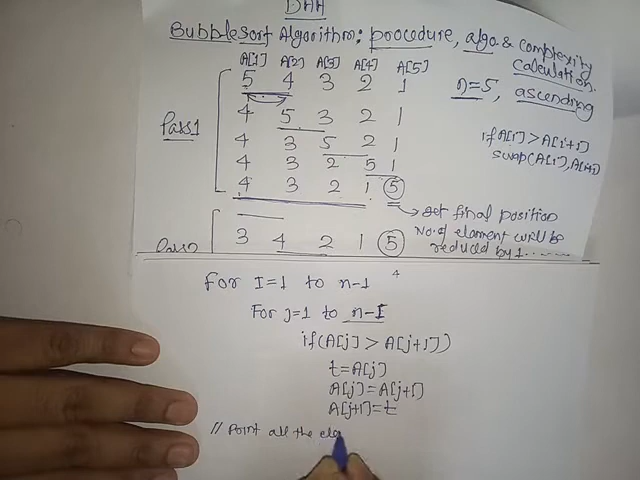 DAA
BubbleSort Algorithm: procedure, algo & complexity
calculation.
A[1] A[2] A[3] A[4] A[5]
n=5, ascending
Pass1
5 4 3 2 1
4 5 3 2 1
4 3 5 2 1
4 3 2 5 1
4 3 2 1 5
if A[i] > A[i+1]
swap(A[i], A[i+1])
get final position
No. of element will be
reduced by 1......
3 4 2 1 5
For I=1 to n-1
4
For j=1 to n-I
if(A[j] > A[j+1])
t=A[j]
A[j]=A[j+1]
A[j+1]=t
// Print all the ele